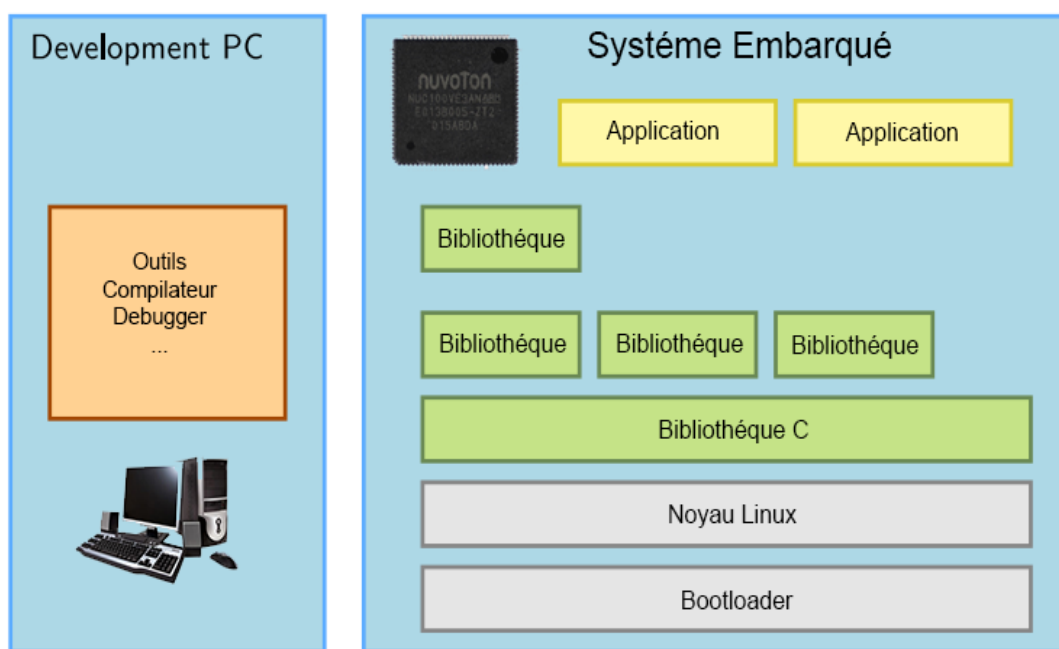 Development PC
Outils
Compilateur
Debugger
...
Systéme Embarqué
nuvoTon
Application
Application
Bibliothéque
Bibliothéque
Bibliothéque
Bibliothéque
Bibliothéque C
Noyau Linux
Bootloader